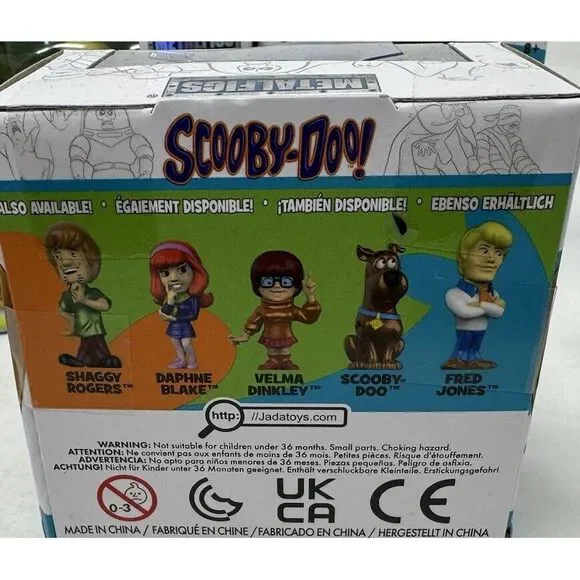 8+
METALFIGS®
SCOOBY-DOO!
ALSO AVAILABLE! • ÉGALEMENT DISPONIBLE! • ¡TAMBIÉN DISPONIBLE! • EBENSO ERHÄLTLICH
SHAGGY ROGERS™
DAPHNE BLAKE™
VELMA DINKLEY™
SCOOBY-DOO™
FRED JONES™
http: //Jadatoys.com
WARNING: Not suitable for children under 36 months. Small parts. Choking hazard.
ATTENTION: Ne convient pas aux enfants de moins de 36 mois. Petites pièces. Risque d'étouffement.
ADVERTENCIA: No apto para niños menores de 36 meses. Piezas pequeñas. Peligro de asfixia.
ACHTUNG! Nicht für Kinder unter 36 Monaten geeignet. Enthält verschluckbare Kleinteile. Erstickungsgefahr!
0-3
UK
CA
CE
MADE IN CHINA / FABRIQUÉ EN CHINE / FABRICADO EN CHINA / HERGESTELLT IN CHINA